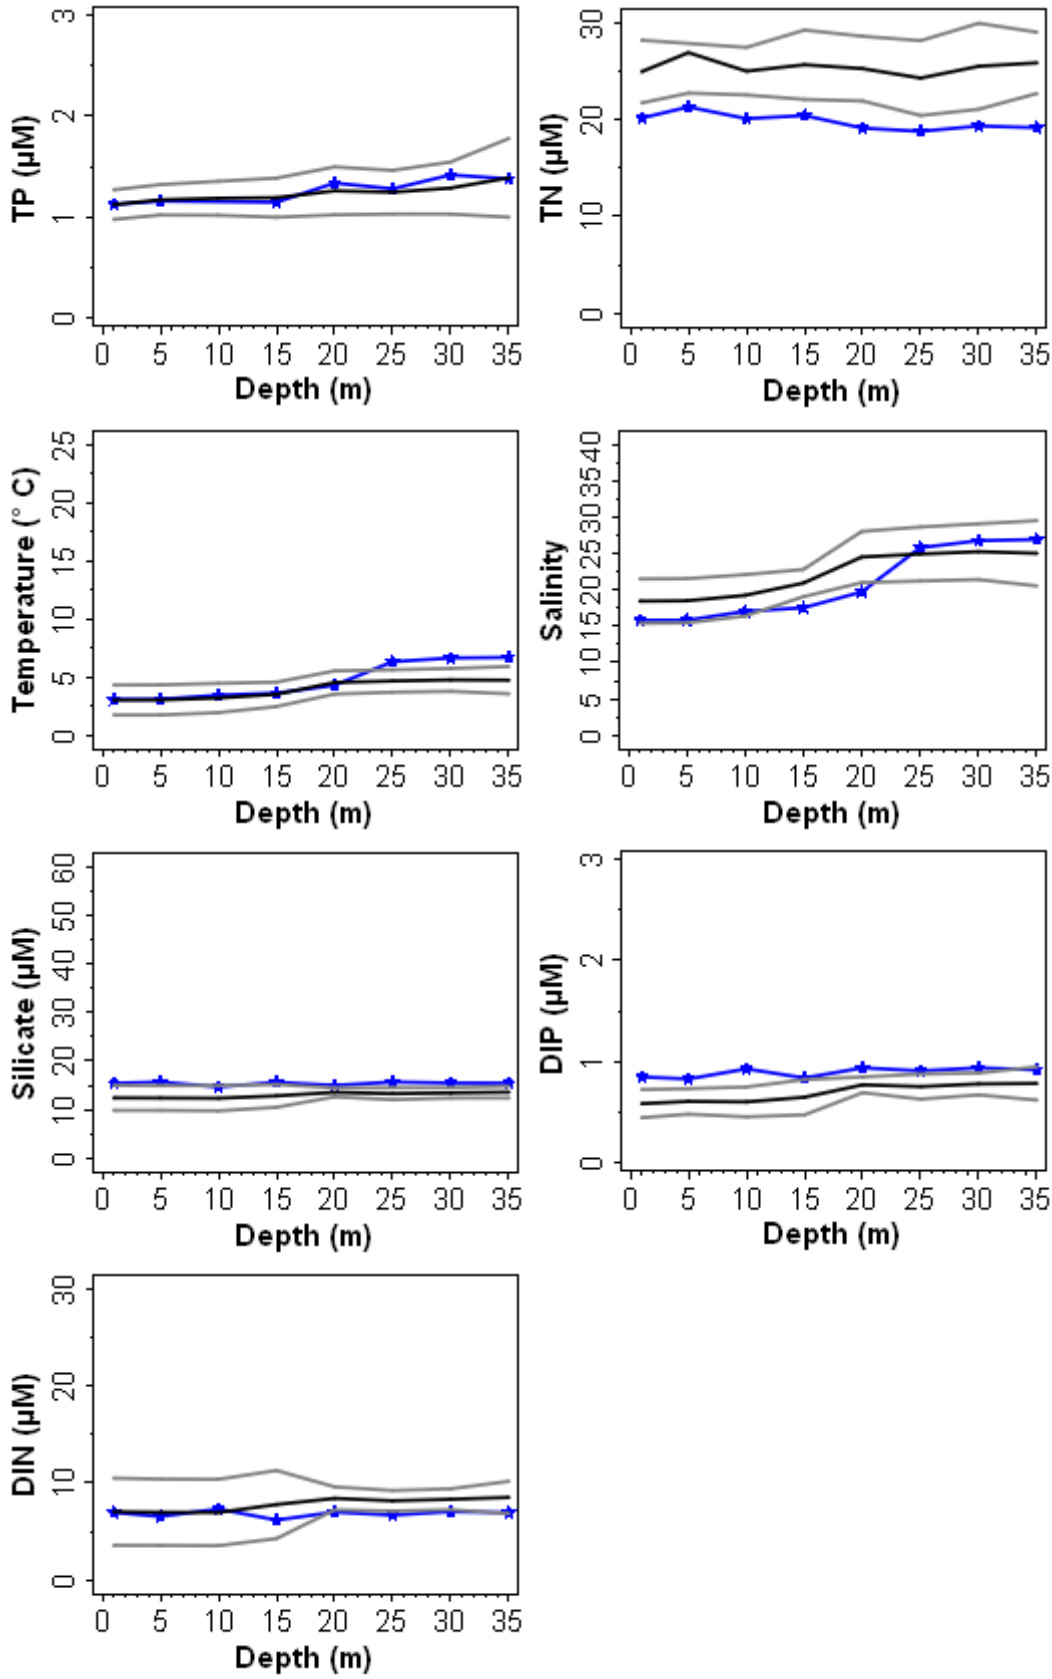 TP (µM)
0 1 2 3
0 5 10 15 20 25 30 35
Depth (m)
TN (µM)
0 10 20 30
0 5 10 15 20 25 30 35
Depth (m)
Temperature (° C)
0 5 10 15 20 25
0 5 10 15 20 25 30 35
Depth (m)
Salinity
0 5 10 15 20 25 30 35 40
0 5 10 15 20 25 30 35
Depth (m)
Silicate (µM)
0 10 20 30 40 50 60
0 5 10 15 20 25 30 35
Depth (m)
DIP (µM)
0 1 2 3
0 5 10 15 20 25 30 35
Depth (m)
DIN (µM)
0 10 20 30
0 5 10 15 20 25 30 35
Depth (m)